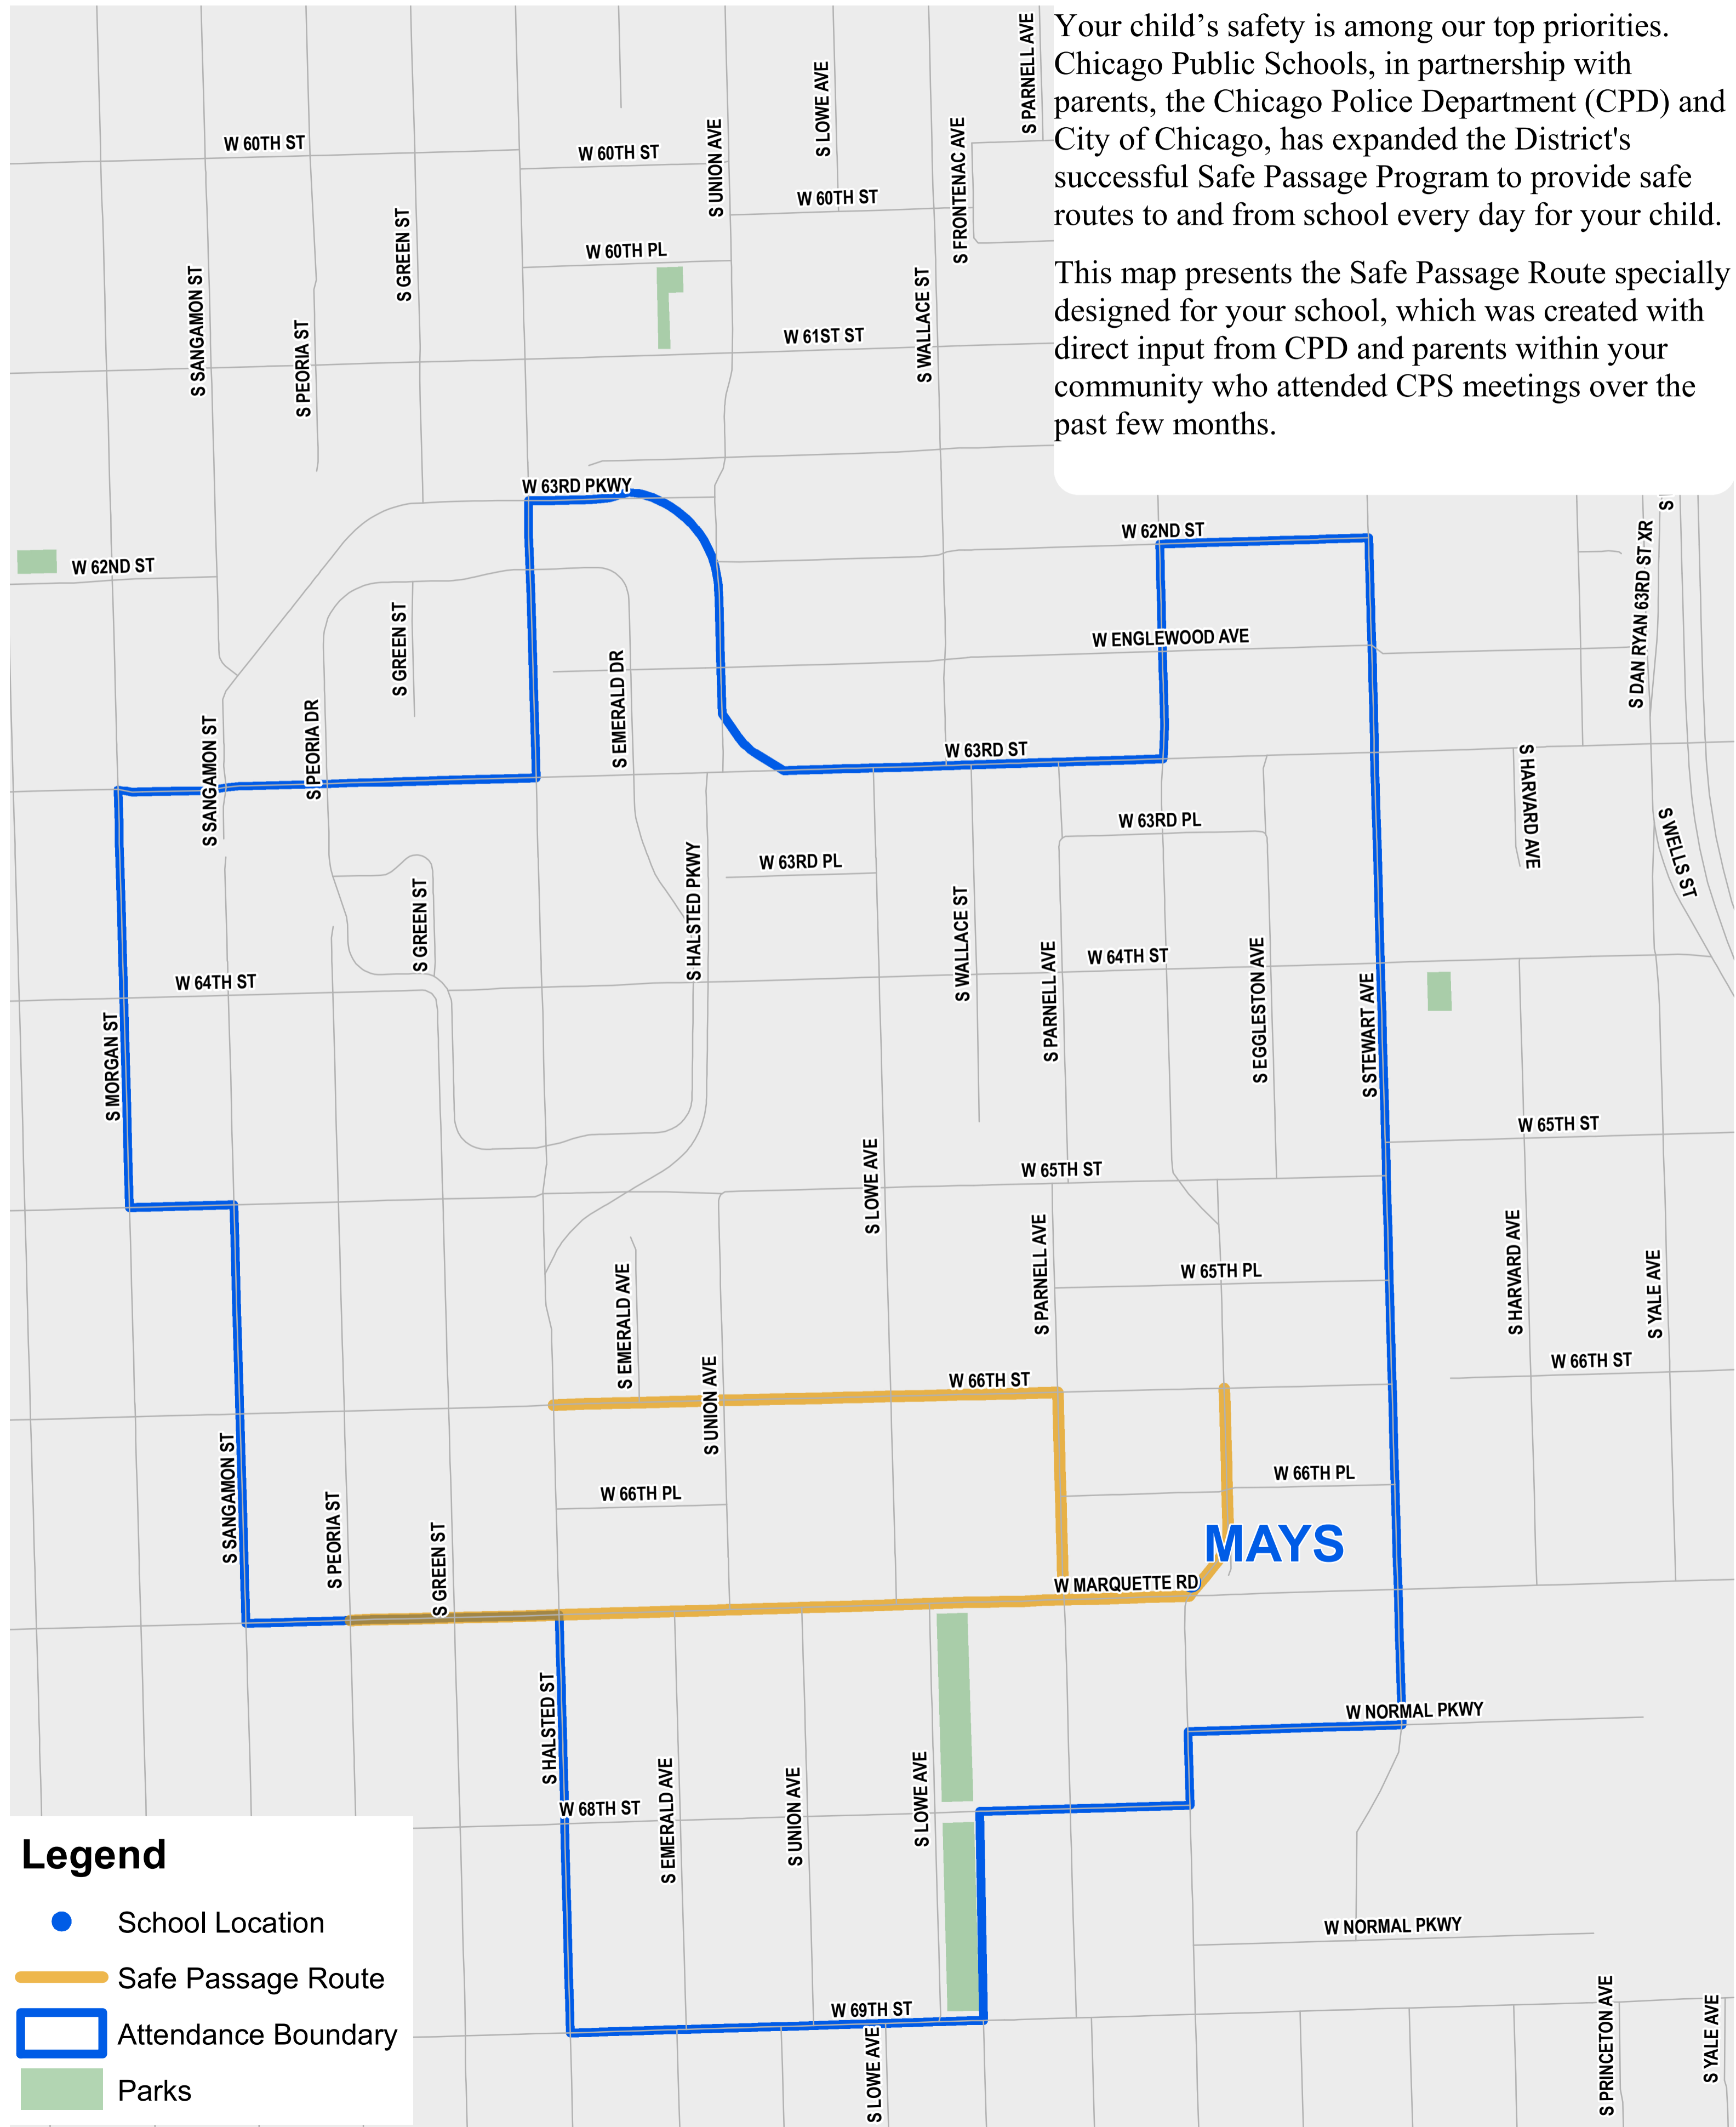 Your child’s safety is among our top priorities.
Chicago Public Schools, in partnership with
parents, the Chicago Police Department (CPD) and
City of Chicago, has expanded the District's
successful Safe Passage Program to provide safe
routes to and from school every day for your child.
This map presents the Safe Passage Route specially
designed for your school, which was created with
direct input from CPD and parents within your
community who attended CPS meetings over the
past few months.
S PARNELL AVE
S LOWE AVE
S UNION AVE
S FRONTENAC AVE
W 60TH ST
W 60TH ST
W 60TH ST
S GREEN ST
W 60TH PL
S SANGAMON ST
S PEORIA ST
S WALLACE ST
W 61ST ST
W 63RD PKWY
W 62ND ST
W 62ND ST
S DAN RYAN 63RD ST XR
S GREEN ST
W ENGLEWOOD AVE
S EMERALD DR
S SANGAMON ST
S PEORIA DR
W 63RD ST
S HARVARD AVE
S WELLS ST
W 63RD PL
W 63RD PL
S HALSTED PKWY
S GREEN ST
S WALLACE ST
S PARNELL AVE
W 64TH ST
S EGGLESTON AVE
W 64TH ST
S STEWART AVE
S MORGAN ST
W 65TH ST
S LOWE AVE
W 65TH ST
S PARNELL AVE
S HARVARD AVE
S YALE AVE
S EMERALD AVE
W 65TH PL
S UNION AVE
W 66TH ST
W 66TH ST
S SANGAMON ST
S PEORIA ST
S GREEN ST
W 66TH PL
W 66TH PL
MAYS
W MARQUETTE RD
S HALSTED ST
W NORMAL PKWY
W 68TH ST
S EMERALD AVE
S UNION AVE
S LOWE AVE
W NORMAL PKWY
W 69TH ST
S LOWE AVE
S PRINCETON AVE
S YALE AVE
Legend
School Location
Safe Passage Route
Attendance Boundary
Parks